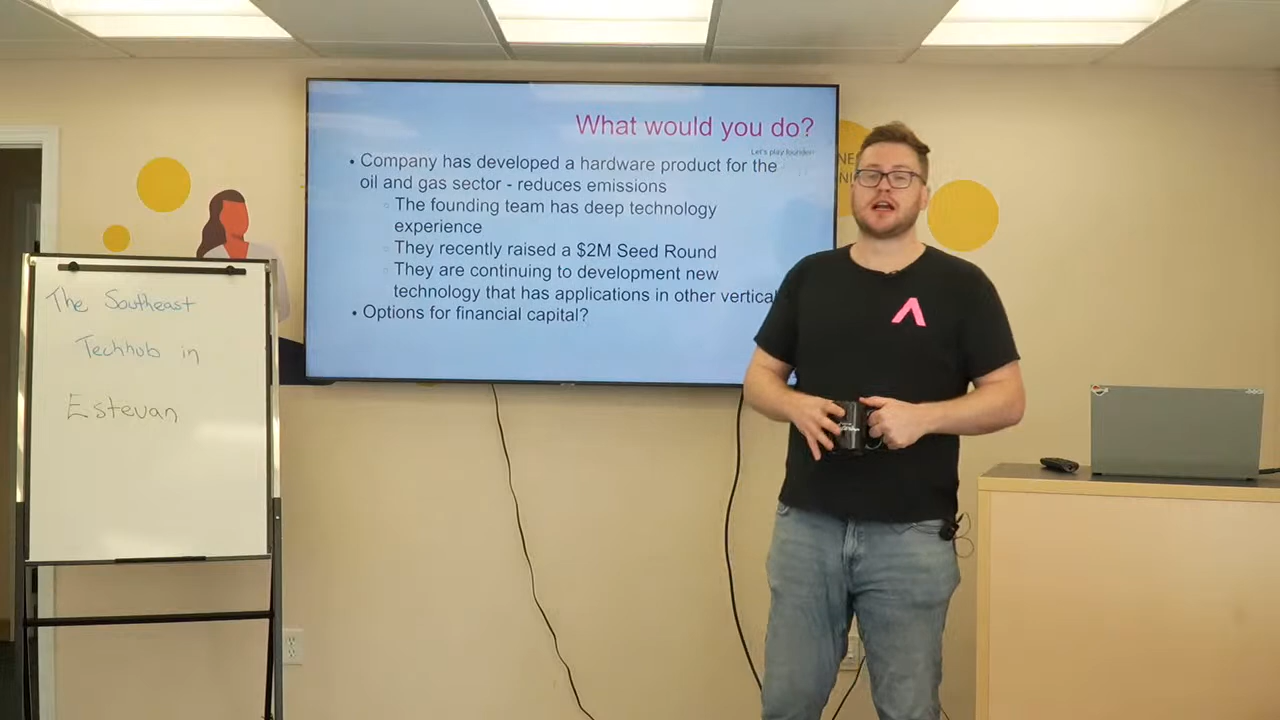 The Southeast
Techhub in
Estevan
What would you do?
Let's play founder!
• Company has developed a hardware product for the
oil and gas sector - reduces emissions
◦ The founding team has deep technology
experience
◦ They recently raised a $2M Seed Round
◦ They are continuing to development new
technology that has applications in other vertical
• Options for financial capital?